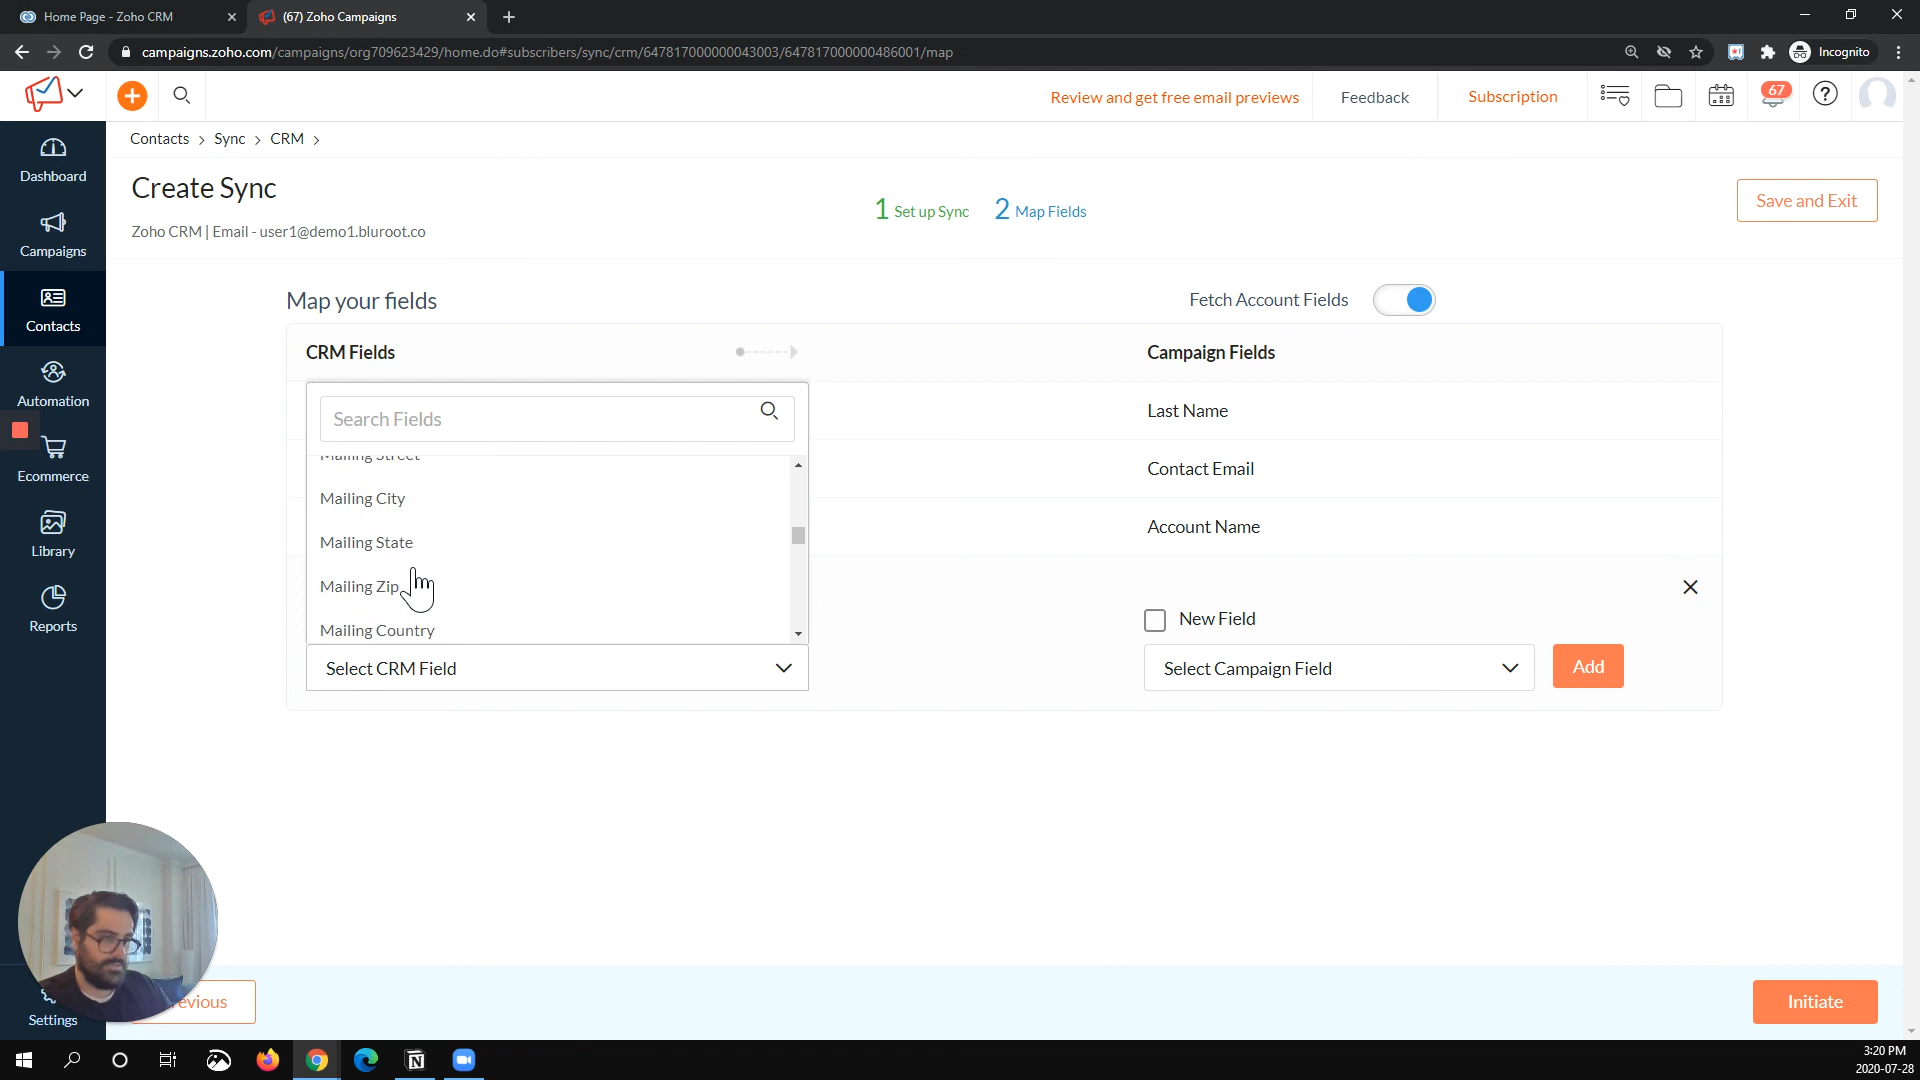 Home Page - Zoho CRM
(67) Zoho Campaigns
campaigns.zoho.com/campaigns/org709623429/home.do#subscribers/sync/crm/647817000000043003/647817000000486001/map
Incognito
Review and get free email previews
Feedback
Subscription
67
Contacts > Sync > CRM >
Dashboard
Campaigns
Contacts
Automation
Ecommerce
Library
Reports
Settings
Create Sync
Zoho CRM | Email - user1@demo1.bluroot.co
1 Set up Sync
2 Map Fields
Save and Exit
Map your fields
Fetch Account Fields
CRM Fields
Campaign Fields
Search Fields
Mailing Street
Mailing City
Mailing State
Mailing Zip
Mailing Country
Select CRM Field
Last Name
Contact Email
Account Name
New Field
Select Campaign Field
Add
evious
Initiate
3:20 PM
2020-07-28